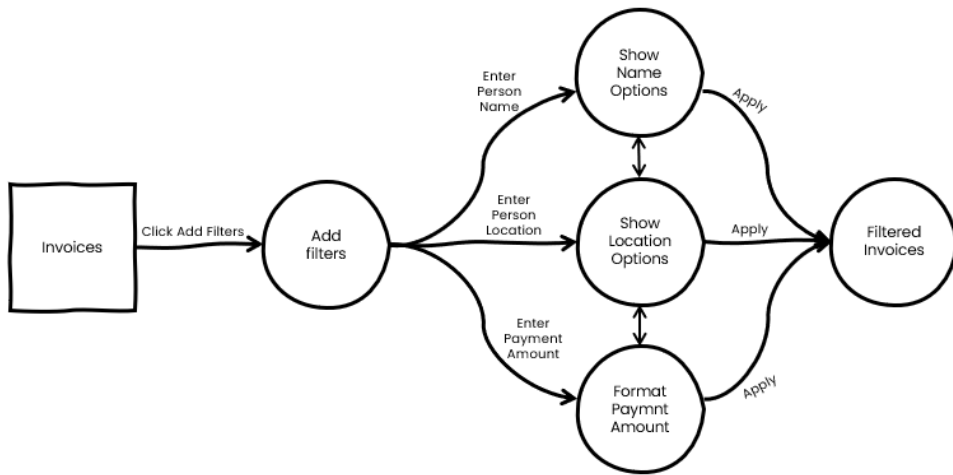 Invoices
Click Add Filters
Add
filters
Enter
Person
Name
Enter
Person
Location
Enter
Payment
Amount
Show
Name
Options
Show
Location
Options
Format
Paymnt
Amount
Apply
Apply
Apply
Filtered
Invoices